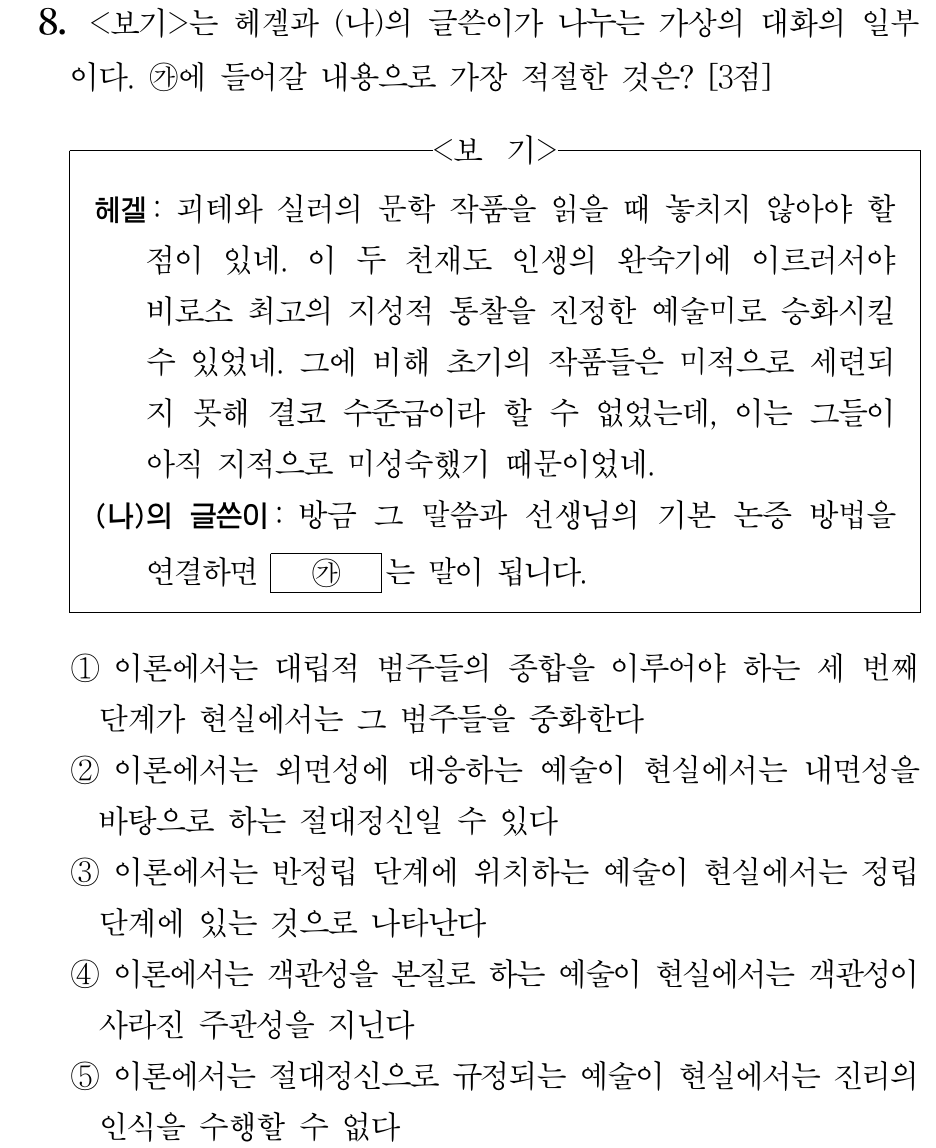 8. <보기>는 헤겔과 (나)의 글쓴이가 나누는 가상의 대화의 일부
이다. ㉮에 들어갈 내용으로 가장 적절한 것은? [3점]
<보 기>
헤겔 : 괴테와 실러의 문학 작품을 읽을 때 놓치지 않아야 할
점이 있네. 이 두 천재도 인생의 완숙기에 이르러서야
비로소 최고의 지성적 통찰을 진정한 예술미로 승화시킬
수 있었네. 그에 비해 초기의 작품들은 미적으로 세련되
지 못해 결코 수준급이라 할 수 없었는데, 이는 그들이
아직 지적으로 미성숙했기 때문이었네.
(나)의 글쓴이 : 방금 그 말씀과 선생님의 기본 논증 방법을
연결하면 ㉮ 는 말이 됩니다.
① 이론에서는 대립적 범주들의 종합을 이루어야 하는 세 번째
단계가 현실에서는 그 범주들을 중화한다
② 이론에서는 외면성에 대응하는 예술이 현실에서는 내면성을
바탕으로 하는 절대정신일 수 있다
③ 이론에서는 반정립 단계에 위치하는 예술이 현실에서는 정립
단계에 있는 것으로 나타난다
④ 이론에서는 객관성을 본질로 하는 예술이 현실에서는 객관성이
사라진 주관성을 지닌다
⑤ 이론에서는 절대정신으로 규정되는 예술이 현실에서는 진리의
인식을 수행할 수 없다